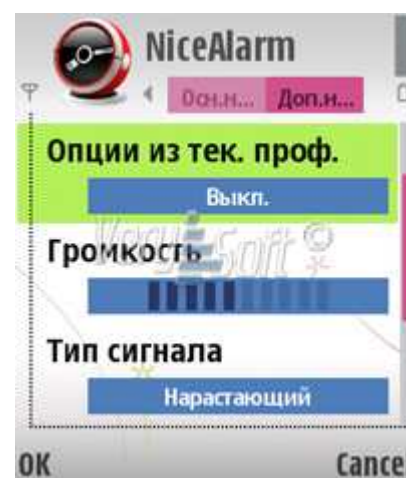 NiceAlarm
Осн.н... Доп.н...
Опции из тек. проф.
Выкл.
Громкость
Тип сигнала
Нарастающий
OK Cance